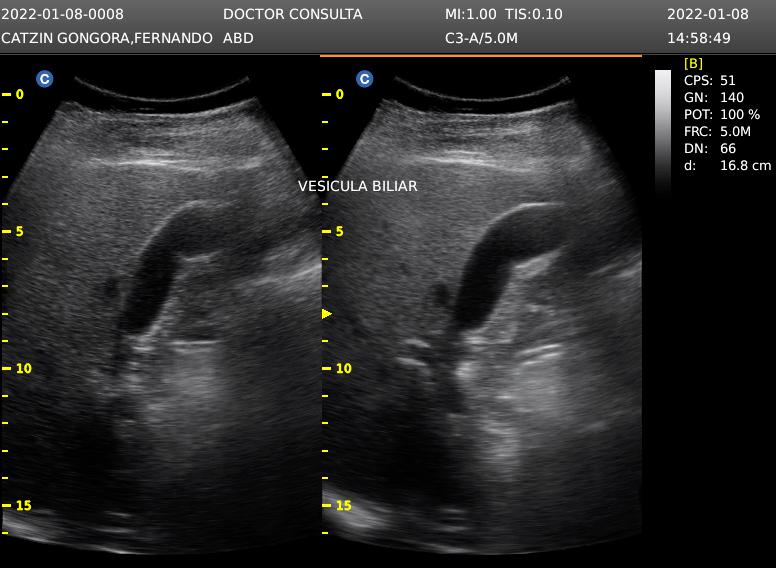 2022-01-08-0008 DOCTOR CONSULTA MI:1.00 TIS:0.10 2022-01-08
CATZIN GONGORA,FERNANDO ABD C3-A/5.0M 14:58:49
C C
[B]
CPS: 51
GN: 140
POT: 100 %
FRC: 5.0M
DN: 66
d: 16.8 cm
VESICULA BILIAR
0 0
5 5
10 10
15 15